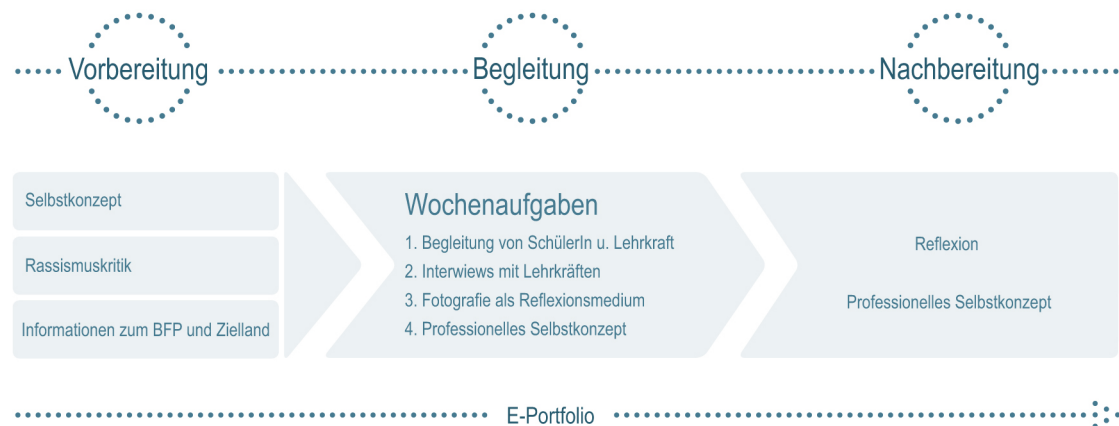 Vorbereitung
Begleitung
Nachbereitung
Selbstkonzept
Rassismuskritik
Informationen zum BFP und Zielland
Wochenaufgaben
1. Begleitung von SchülerIn u. Lehrkraft
2. Interwiews mit Lehrkräften
3. Fotografie als Reflexionsmedium
4. Professionelles Selbstkonzept
Reflexion
Professionelles Selbstkonzept
E-Portfolio